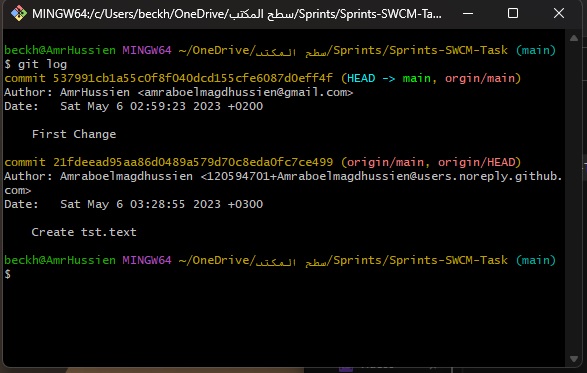 MINGW64:/c/Users/beckh/OneDrive/سطح المكتب/Sprints/Sprints-SWCM-Ta...
beckh@AmrHussien MINGW64 ~/OneDrive/سطح المكتب/Sprints/Sprints-SWCM-Task (main)
$ git log
commit 537991cb1a55c0f8f040dcd155cfe6087d0eff4f (HEAD -> main, orgin/main)
Author: AmrHussien <amraboelmagdhussien@gmail.com>
Date:   Sat May 6 02:59:23 2023 +0200
First Change
commit 21fdeead95aa86d0489a579d70c8eda0fc7ce499 (origin/main, origin/HEAD)
Author: Amraboelmagdhussien <120594701+Amraboelmagdhussien@users.noreply.github.
com>
Date:   Sat May 6 03:28:55 2023 +0300
Create tst.text
beckh@AmrHussien MINGW64 ~/OneDrive/سطح المكتب/Sprints/Sprints-SWCM-Task (main)
$